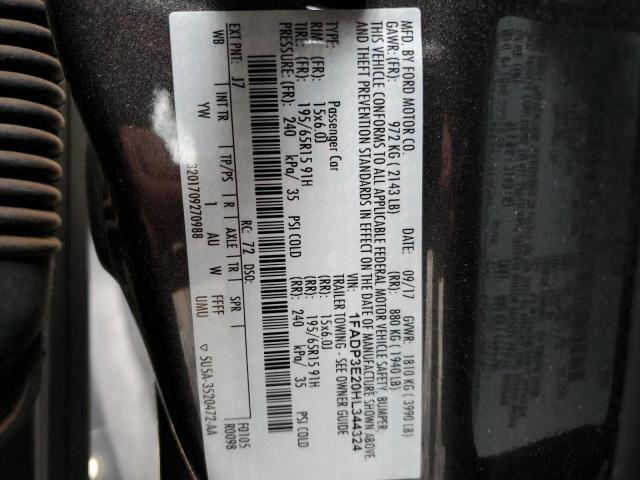 MFD BY FORD MOTOR CO.
DATE: 09/17 GVWR: 1810 KG ( 3990 LB)
GAWR: (FR): 972 KG ( 2143 LB) (RR): 880 KG (1940 LB)
THIS VEHICLE CONFORMS TO ALL APPLICABLE FEDERAL MOTOR VEHICLE SAFETY, BUMPER,
AND THEFT PREVENTION STANDARDS IN EFFECT ON THE DATE OF MANUFACTURE SHOWN ABOVE.
VIN: 1FADP3E20HL344324
TYPE: Passenger Car TRAILER TOWING - SEE OWNER GUIDE
RIM: (FR): 15x6.0J (RR): 15x6.0J
TIRE: (FR): 195/65R15 91H (RR): 195/65R15 91H
PRESSURE: (FR): 240 kPa/ 35 PSI COLD (RR): 240 kPa/ 35 PSI COLD
RC: 72 DSO: F0105
EXT PNT: J7 R0098
WB INT TR TP/PS R AXLE TR SPR
YW 1 AU W FFFF UMU
3201709270988 ▽ 5U5A-3520472-AA